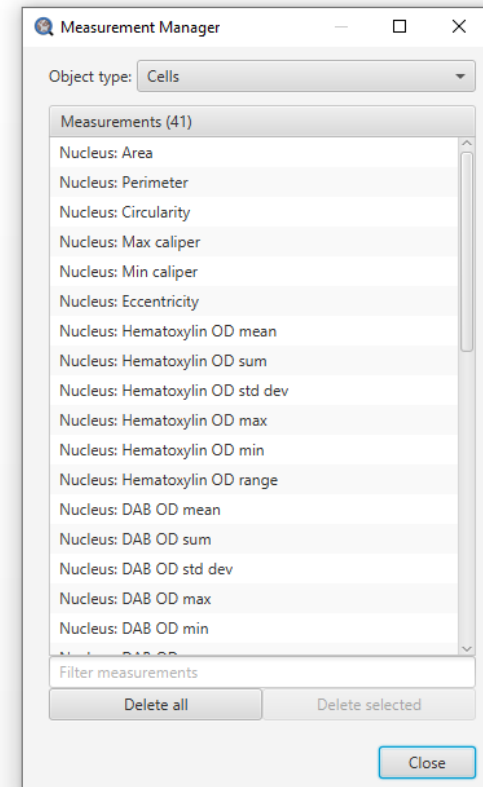 Measurement Manager
Object type: Cells
Measurements (41)
Nucleus: Area
Nucleus: Perimeter
Nucleus: Circularity
Nucleus: Max caliper
Nucleus: Min caliper
Nucleus: Eccentricity
Nucleus: Hematoxylin OD mean
Nucleus: Hematoxylin OD sum
Nucleus: Hematoxylin OD std dev
Nucleus: Hematoxylin OD max
Nucleus: Hematoxylin OD min
Nucleus: Hematoxylin OD range
Nucleus: DAB OD mean
Nucleus: DAB OD sum
Nucleus: DAB OD std dev
Nucleus: DAB OD max
Nucleus: DAB OD min
Filter measurements
Delete all Delete selected
Close